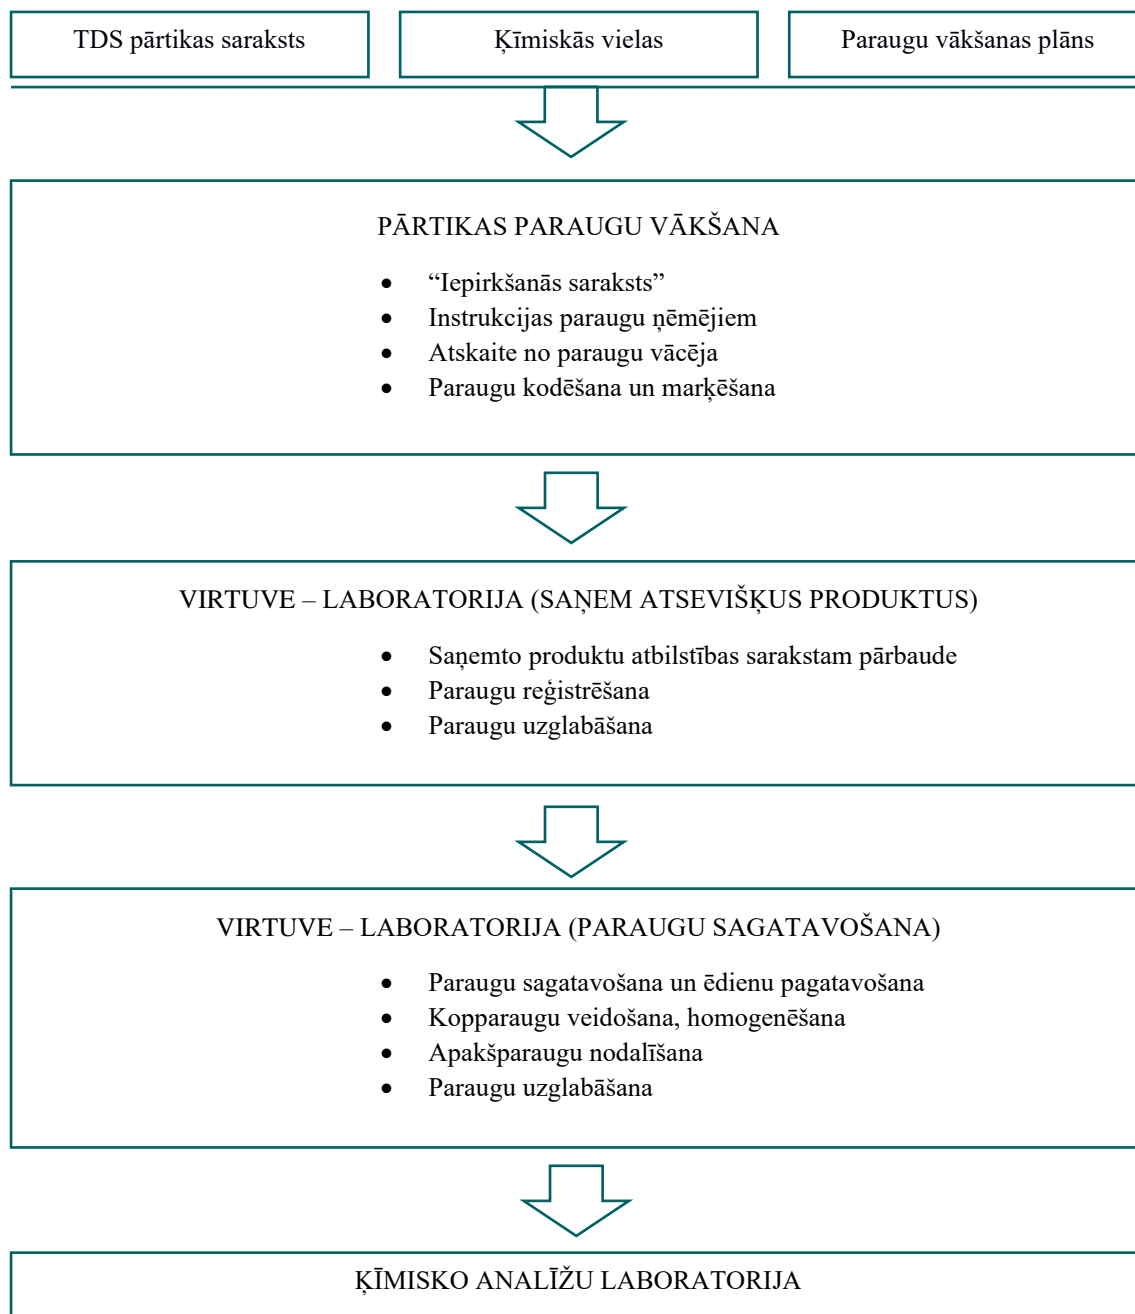 TDS pārtikas saraksts
Ķīmiskās vielas
Paraugu vākšanas plāns
PĀRTIKAS PARAUGU VĀKŠANA
• “Iepirkšanās saraksts”
• Instrukcijas paraugu ņēmējiem
• Atskaite no paraugu vācēja
• Paraugu kodēšana un marķēšana
VIRTUVE – LABORATORIJA (SAŅEM ATSEVIŠĶUS PRODUKTUS)
• Saņemto produktu atbilstības sarakstam pārbaude
• Paraugu reģistrēšana
• Paraugu uzglabāšana
VIRTUVE – LABORATORIJA (PARAUGU SAGATAVOŠANA)
• Paraugu sagatavošana un ēdienu pagatavošana
• Kopparaugu veidošana, homogenēšana
• Apakšparaugu nodalīšana
• Paraugu uzglabāšana
ĶĪMISKO ANALĪŽU LABORATORIJA